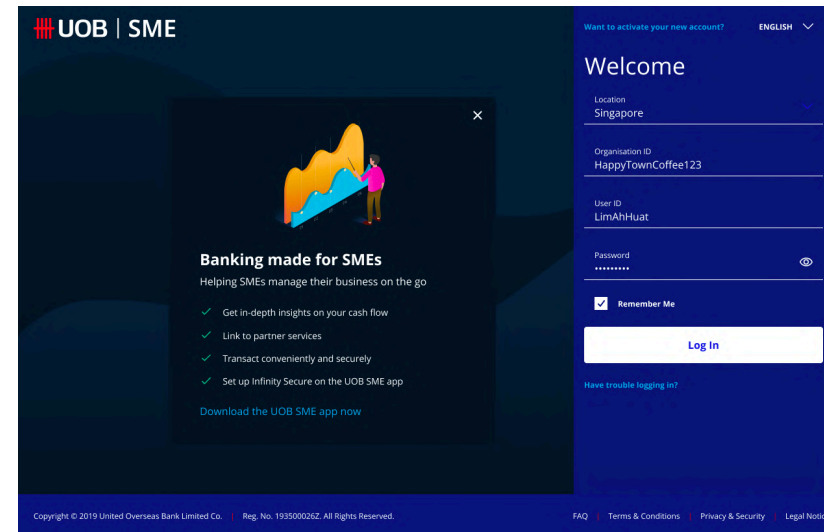 UOB | SME
Want to activate your new account?
ENGLISH
Welcome
Location
Singapore
Organisation ID
HappyTownCoffee123
User ID
LimAhHuat
Password
•••••••••
Remember Me
Log In
Have trouble logging in?
Banking made for SMEs
Helping SMEs manage their business on the go
Get in-depth insights on your cash flow
Link to partner services
Transact conveniently and securely
Set up Infinity Secure on the UOB SME app
Download the UOB SME app now
Copyright © 2019 United Overseas Bank Limited Co. | Reg. No. 193500026Z. All Rights Reserved.
FAQ | Terms & Conditions | Privacy & Security | Legal Notic